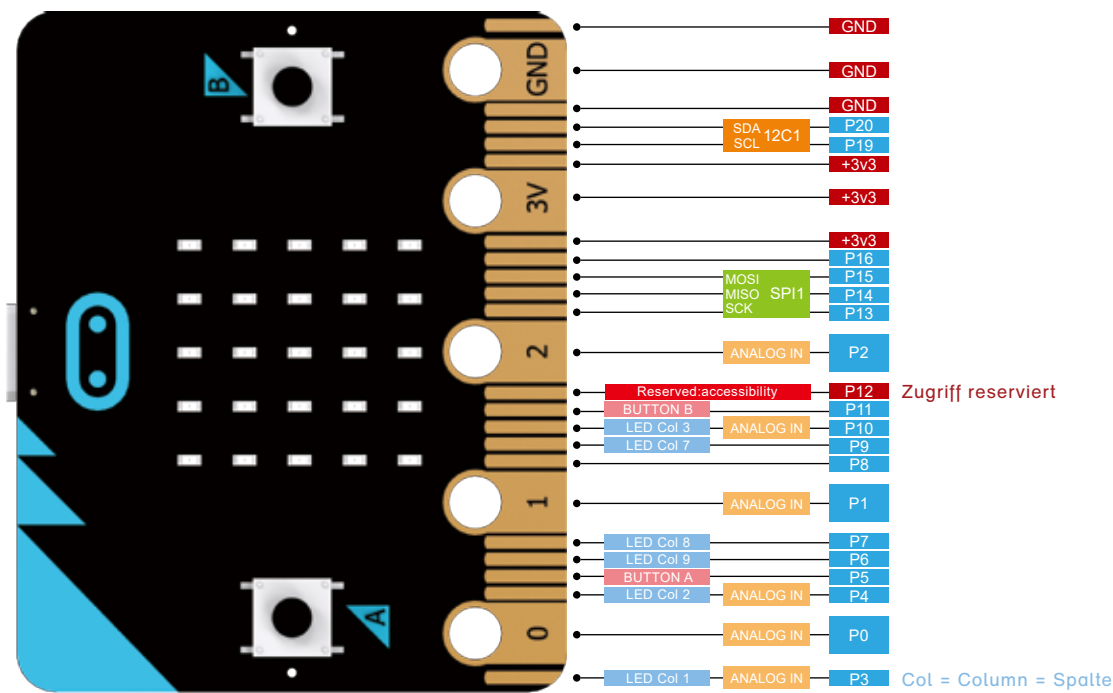 GND
GND
GND
SDA 12C1 P20
SCL P19
+3v3
+3v3
+3v3
P16
MOSI P15
MISO SPI1 P14
SCK P13
ANALOG IN P2
Reserved:accessibility P12 Zugriff reserviert
BUTTON B P11
LED Col 3 ANALOG IN P10
LED Col 7 P9
P8
ANALOG IN P1
LED Col 8 P7
LED Col 9 P6
BUTTON A P5
LED Col 2 ANALOG IN P4
ANALOG IN P0
LED Col 1 ANALOG IN P3 Col = Column = Spalte
B
A
GND
3V
2
1
0